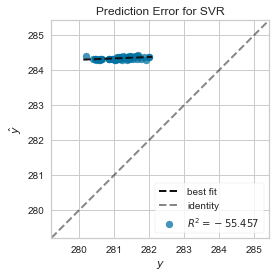 Prediction Error for SVR
285
284
283
282
281
280
ŷ
best fit
identity
R² = −55.457
280 281 282 283 284 285
y